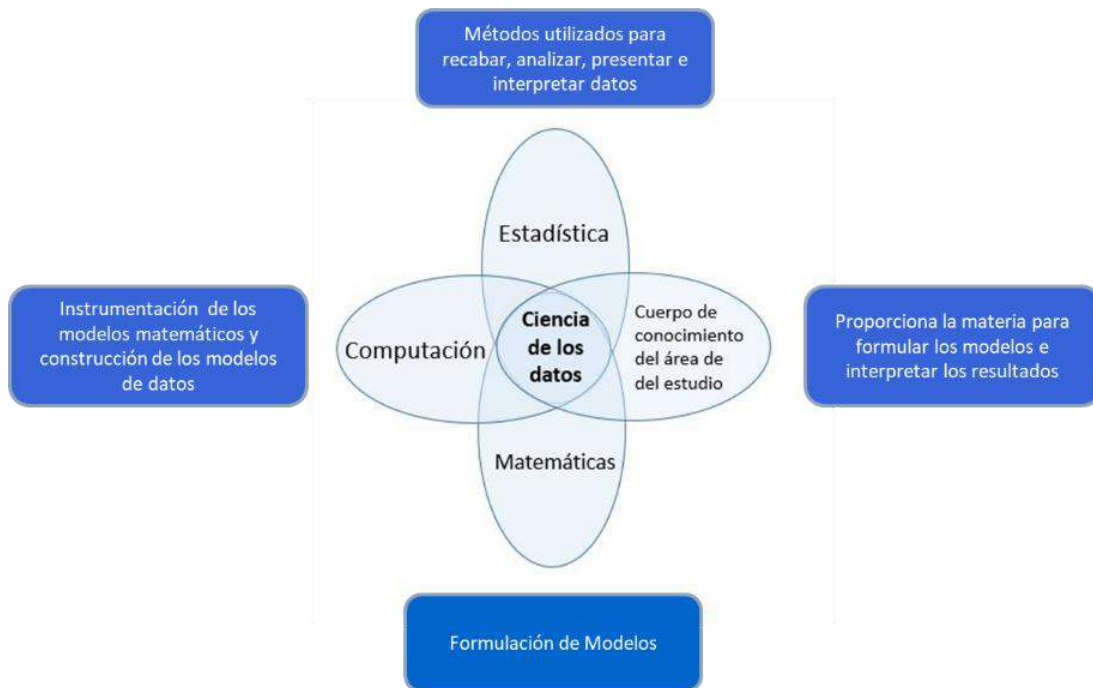 Métodos utilizados para
recabar, analizar, presentar e
interpretar datos
Estadística
Instrumentación de los
modelos matemáticos y
construcción de los modelos
de datos
Computación
Ciencia
de los
datos
Cuerpo de
conocimiento
del área de
del estudio
Proporciona la materia para
formular los modelos e
interpretar los resultados
Matemáticas
Formulación de Modelos